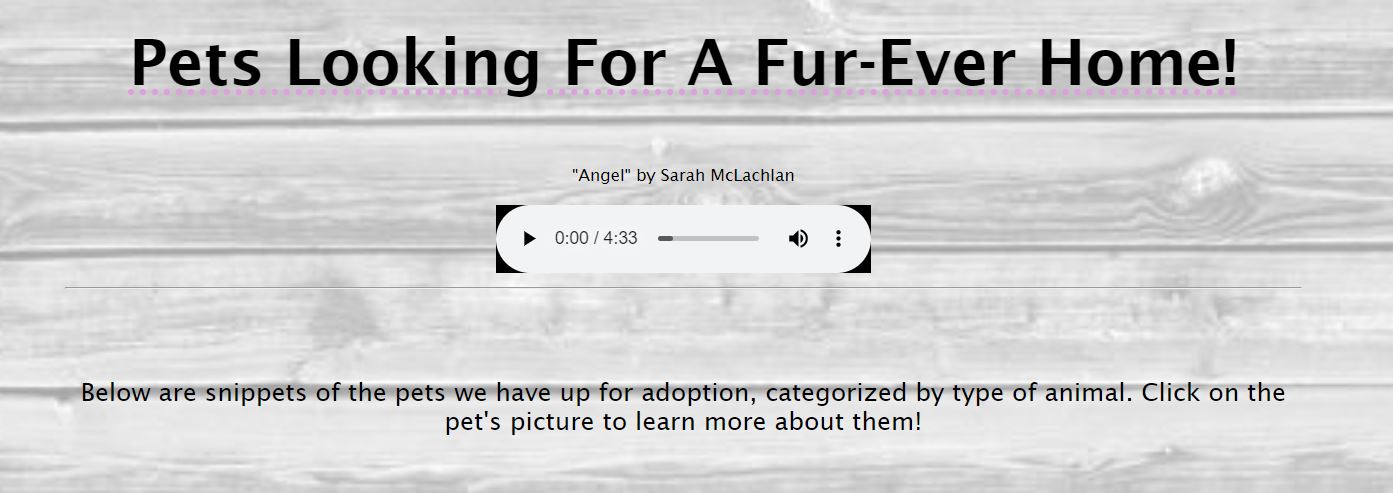 Pets Looking For A Fur-Ever Home!
"Angel" by Sarah McLachlan
0:00 / 4:33
Below are snippets of the pets we have up for adoption, categorized by type of animal. Click on the
pet's picture to learn more about them!